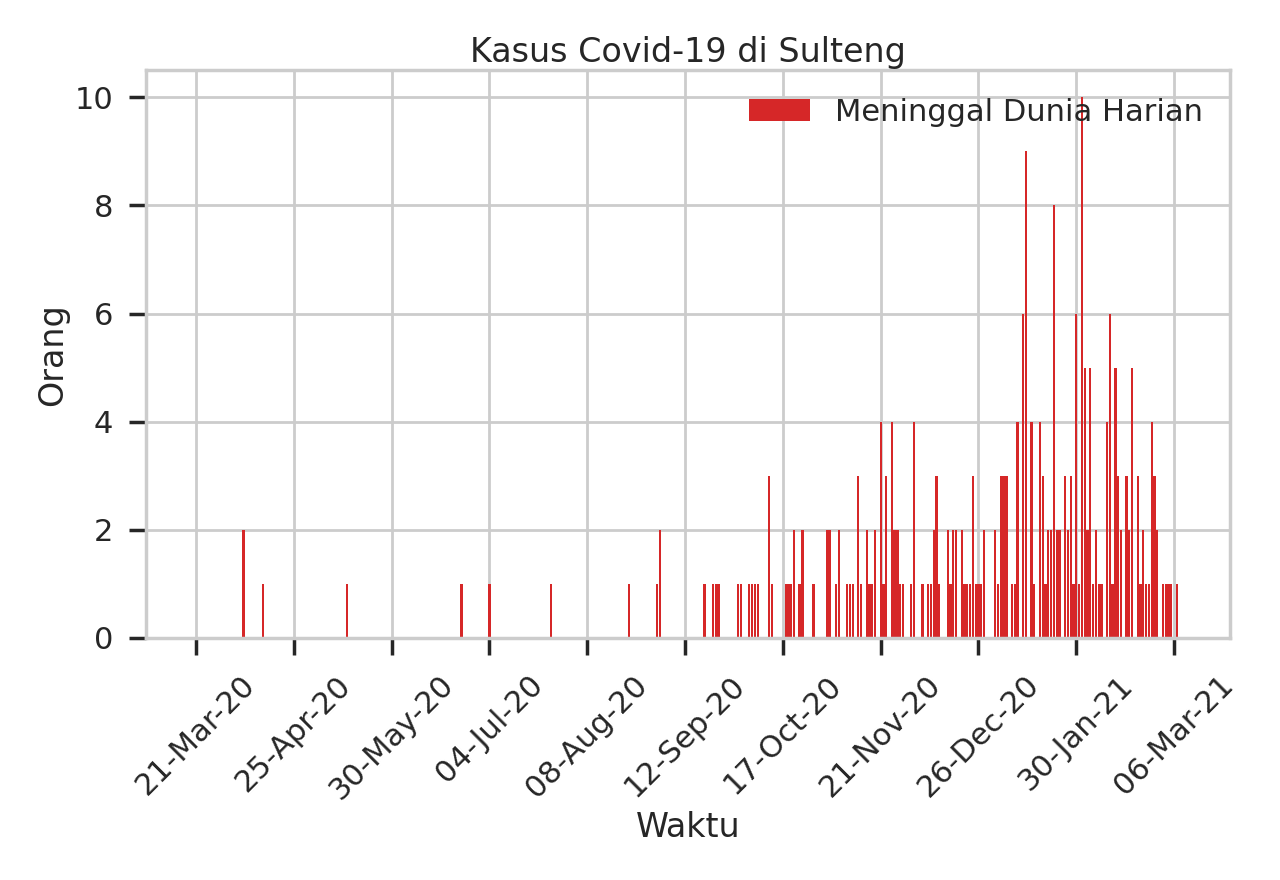 Kasus Covid-19 di Sulteng
Meninggal Dunia Harian
Orang
10
8
6
4
2
0
21-Mar-20
25-Apr-20
30-May-20
04-Jul-20
08-Aug-20
12-Sep-20
17-Oct-20
21-Nov-20
26-Dec-20
30-Jan-21
06-Mar-21
Waktu